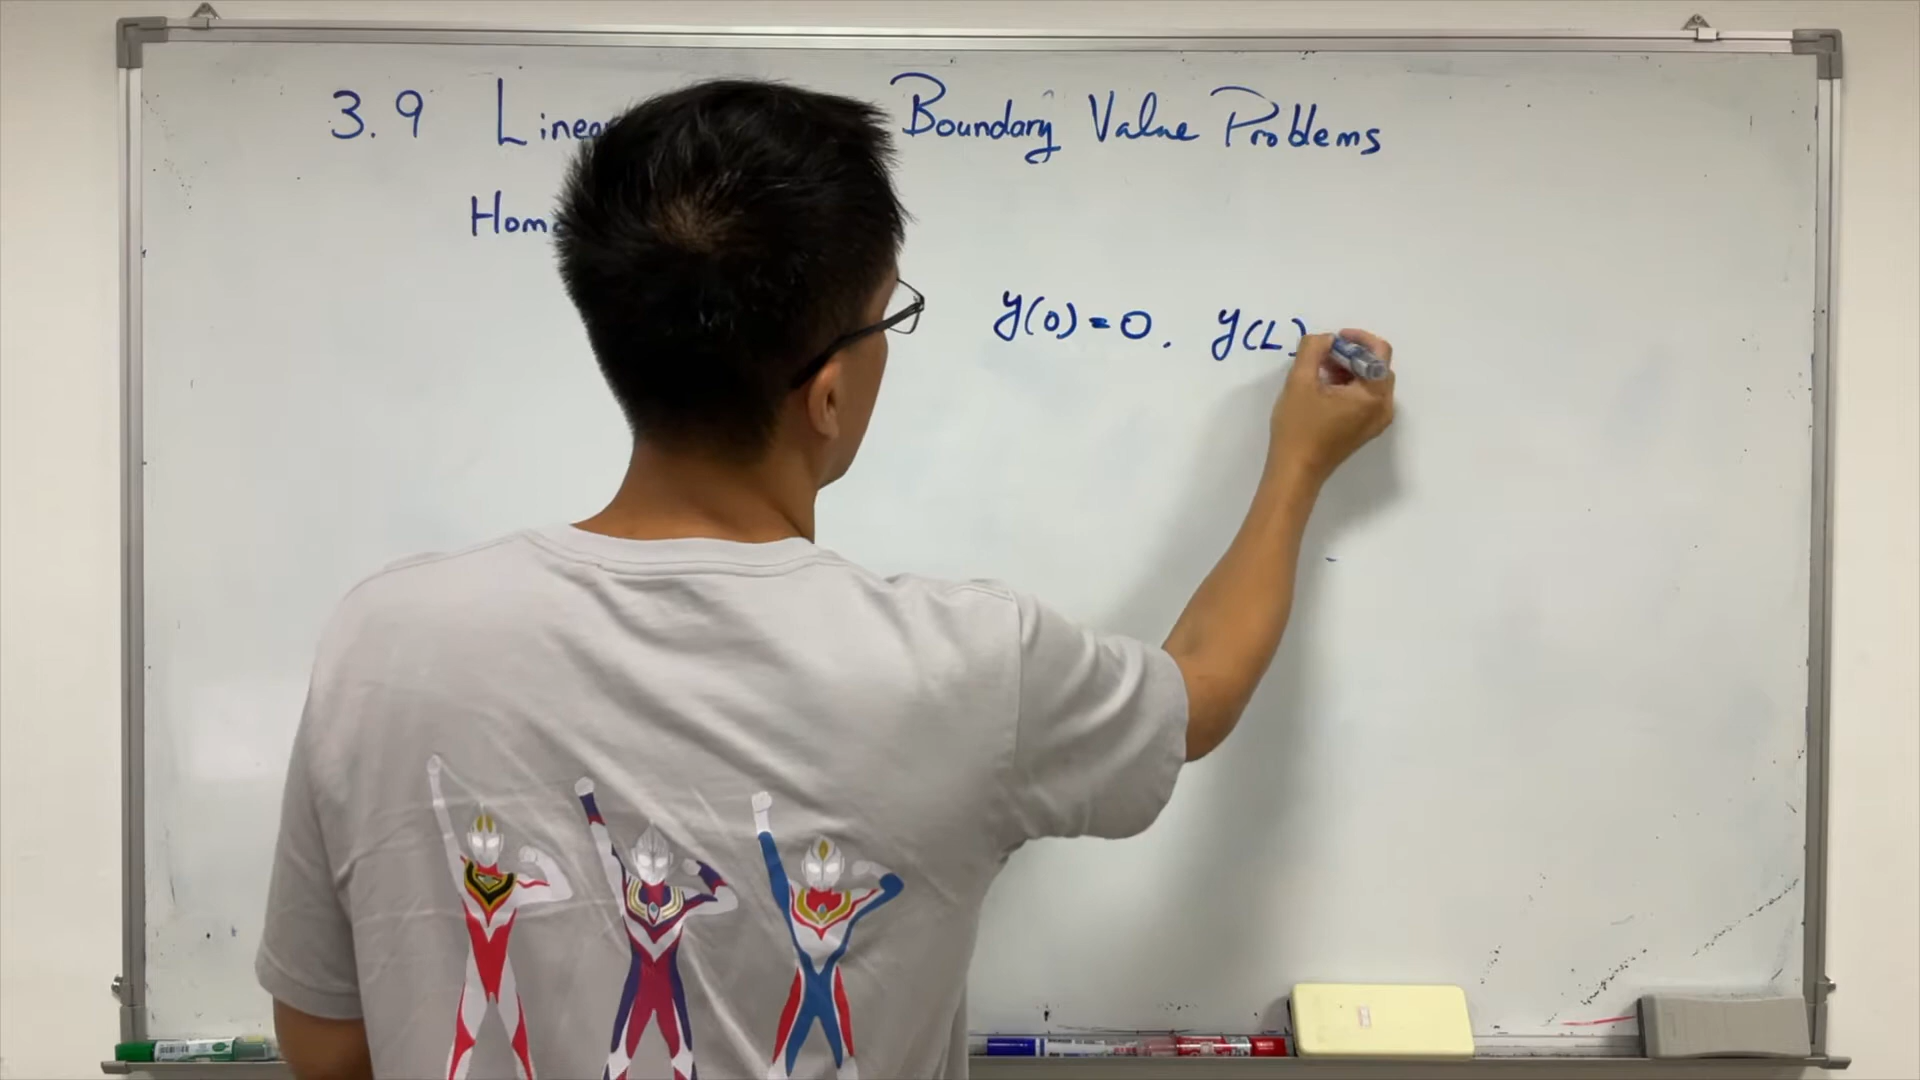 3.9 Linear Boundary Value Problems
Hom
y(0) = 0. y(L)